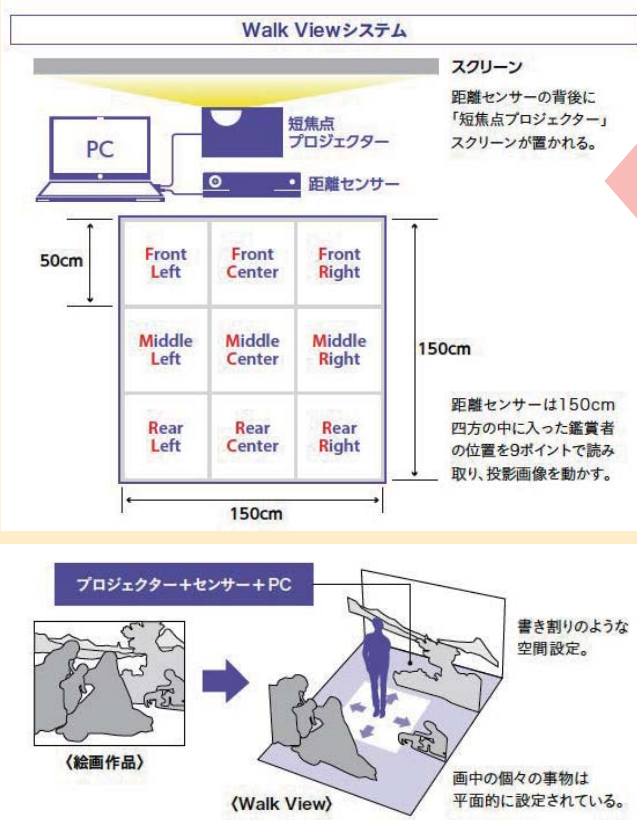 Walk Viewシステム
スクリーン
距離センサーの背後に
「短焦点プロジェクター」
スクリーンが置かれる。
短焦点
プロジェクター
PC
距離センサー
50cm
Front
Left
Front
Center
Front
Right
Middle
Left
Middle
Center
Middle
Right
150cm
Rear
Left
Rear
Center
Rear
Right
距離センサーは150cm
四方の中に入った鑑賞者
の位置を9ポイントで読み
取り、投影画像を動かす。
150cm
プロジェクター+センサー+PC
書き割りのような
空間設定。
〈絵画作品〉
〈Walk View〉
画中の個々の事物は
平面的に設定されている。